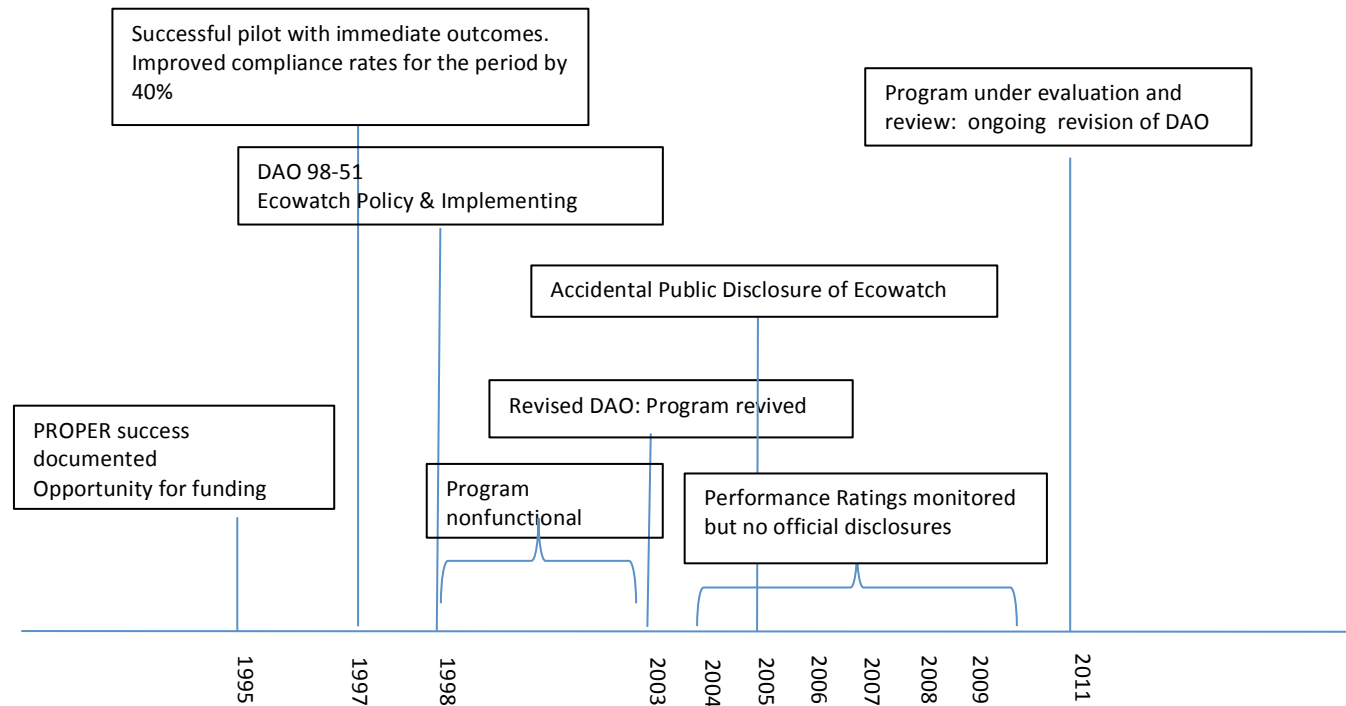 Successful pilot with immediate outcomes.
Improved compliance rates for the period by
40%
Program under evaluation and
review:  ongoing  revision of DAO
DAO 98-51
Ecowatch Policy & Implementing
Accidental Public Disclosure of Ecowatch
Revised DAO: Program revived
PROPER success
documented
Opportunity for funding
Program
nonfunctional
Performance Ratings monitored
but no official disclosures
1995
1997
1998
2003
2004
2005
2006
2007
2008
2009
2011